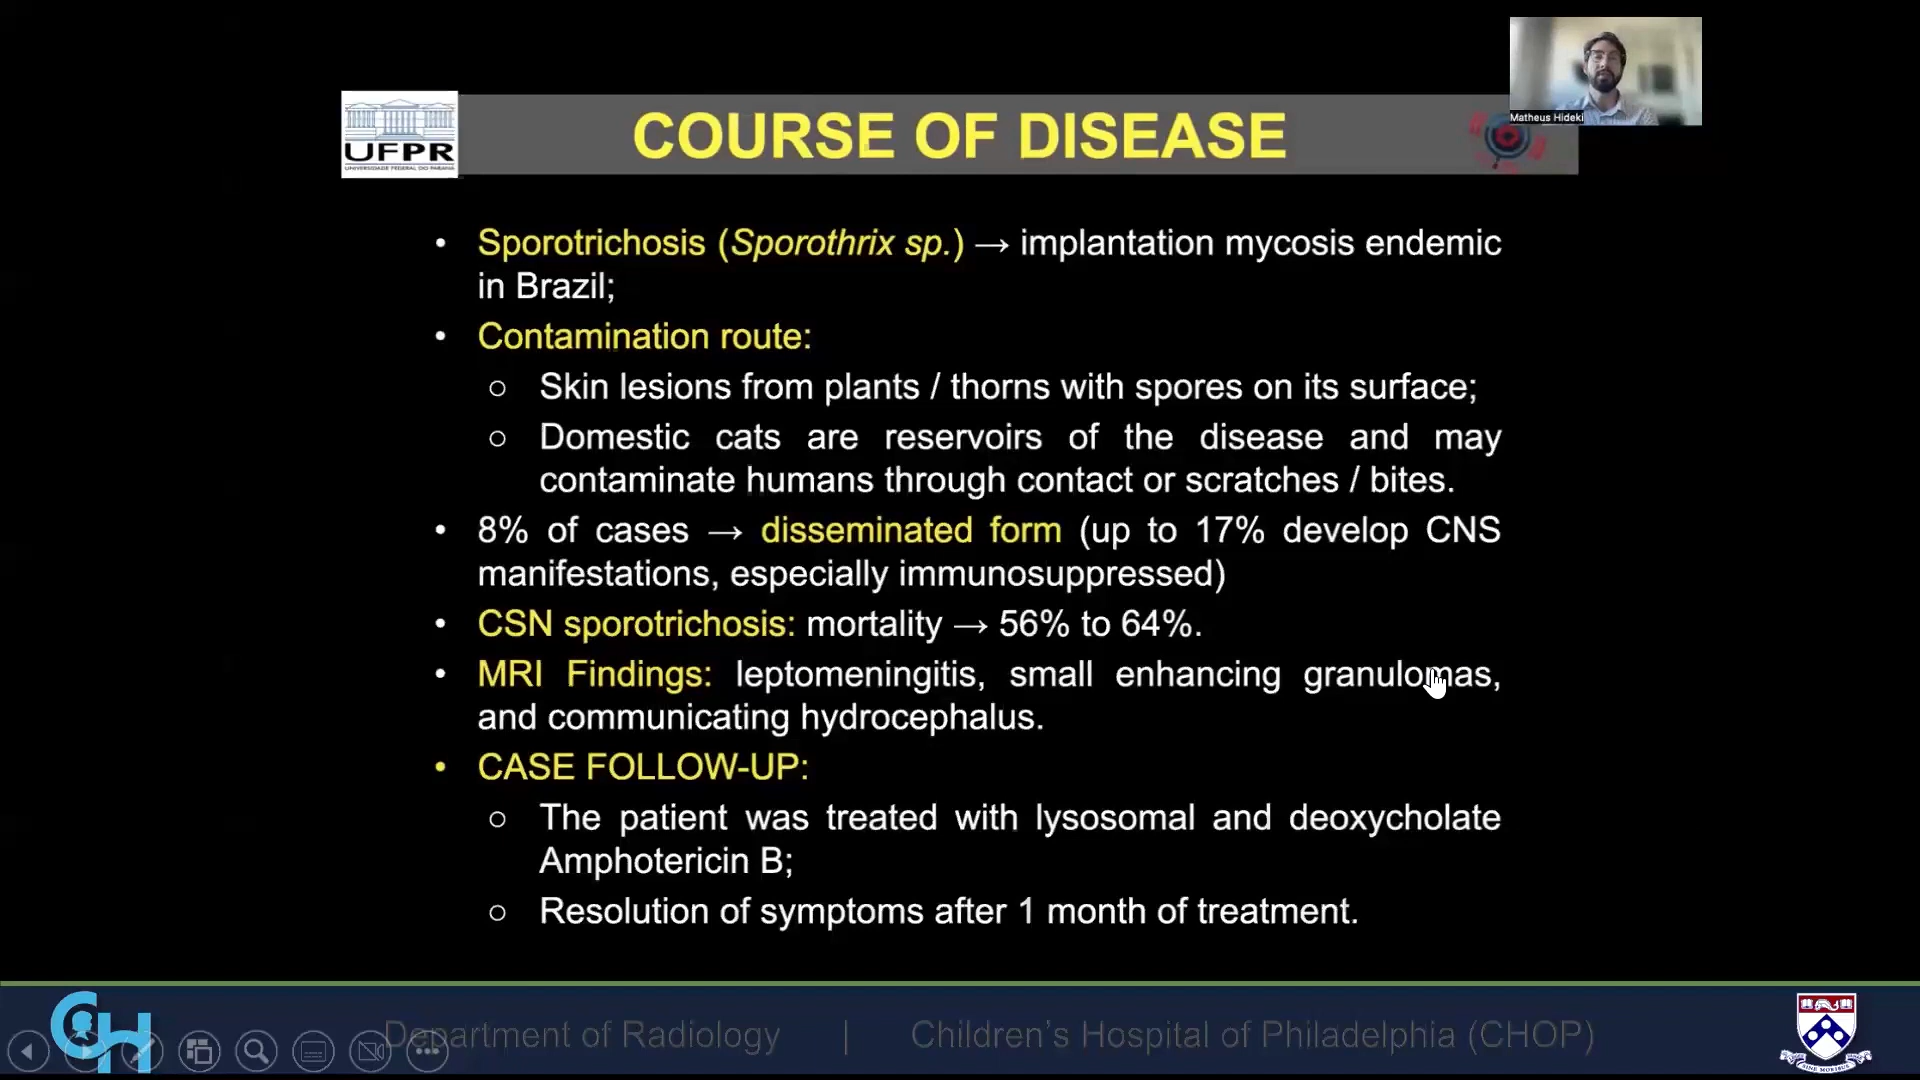 Matheus Hideki
UFPR
UNIVERSIDADE FEDERAL DO PARANÁ
COURSE OF DISEASE
• Sporotrichosis (Sporothrix sp.) → implantation mycosis endemic
in Brazil;
• Contamination route:
○ Skin lesions from plants / thorns with spores on its surface;
○ Domestic cats are reservoirs of the disease and may
contaminate humans through contact or scratches / bites.
• 8% of cases → disseminated form (up to 17% develop CNS
manifestations, especially immunosuppressed)
• CSN sporotrichosis: mortality → 56% to 64%.
• MRI Findings: leptomeningitis, small enhancing granulomas,
and communicating hydrocephalus.
• CASE FOLLOW-UP:
○ The patient was treated with lysosomal and deoxycholate
Amphotericin B;
○ Resolution of symptoms after 1 month of treatment.
CH
Department of Radiology | Children's Hospital of Philadelphia (CHOP)